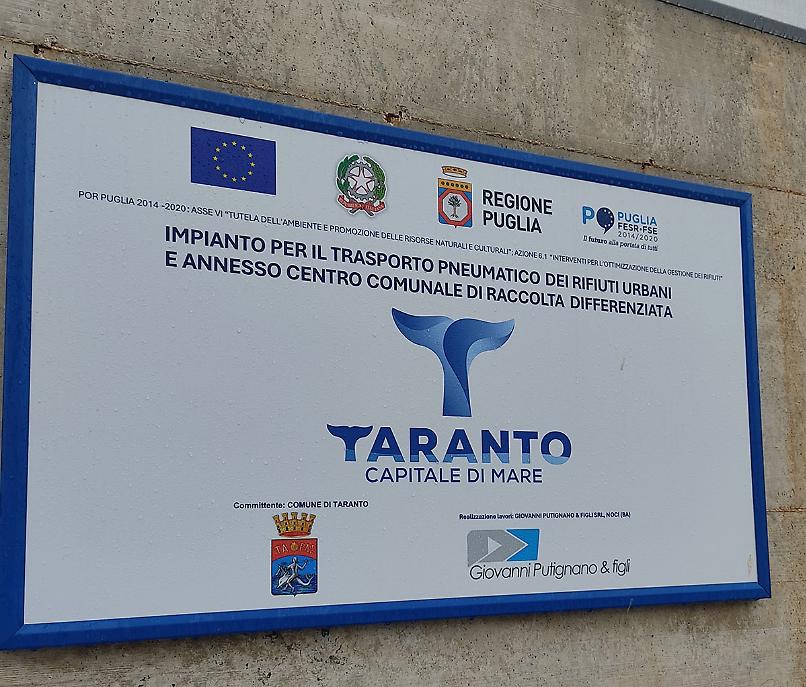 REGIONE
PUGLIA
PO PUGLIA
FESR•FSE
2014/2020
Il futuro alla portata di tutti
POR PUGLIA 2014 -2020: ASSE VI "TUTELA DELL'AMBIENTE E PROMOZIONE DELLE RISORSE NATURALI E CULTURALI"; AZIONE 6.1 "INTERVENTI PER L'OTTIMIZZAZIONE DELLA GESTIONE DEI RIFIUTI"
IMPIANTO PER IL TRASPORTO PNEUMATICO DEI RIFIUTI URBANI
E ANNESSO CENTRO COMUNALE DI RACCOLTA DIFFERENZIATA
TARANTO
CAPITALE DI MARE
Committente: COMUNE DI TARANTO
Realizzazione lavori: GIOVANNI PUTIGNANO & FIGLI SRL, NOCI (BA)
Giovanni Putignano & figli